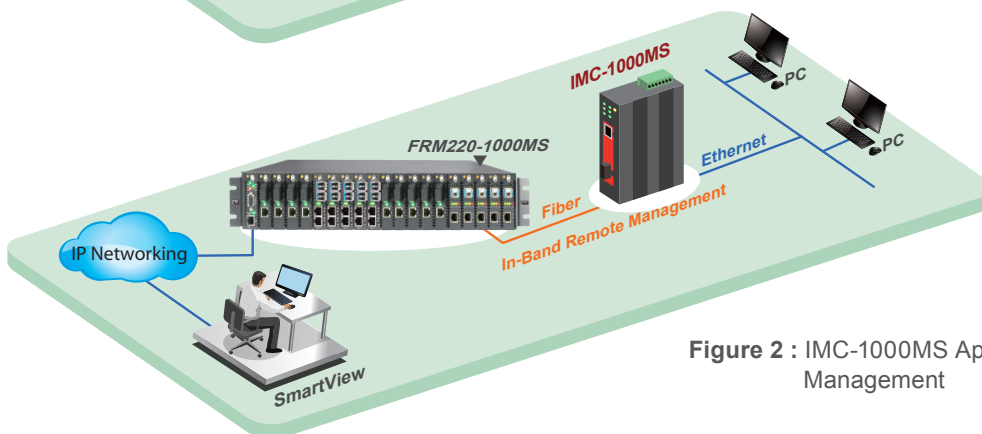 IMC-1000MS
PC
PC
FRM220-1000MS
Ethernet
Fiber
In-Band Remote Management
IP Networking
SmartView
Figure 2 : IMC-1000MS Ap
Management